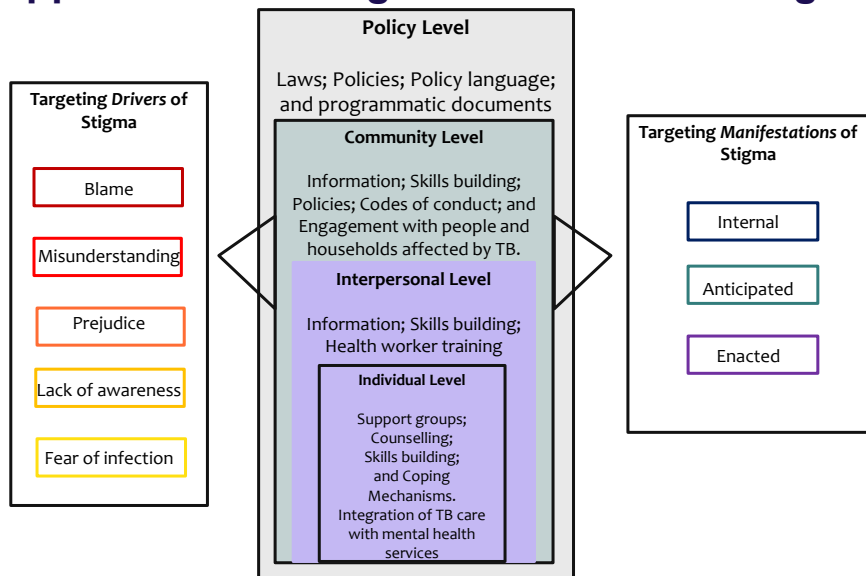 Policy Level
Laws; Policies; Policy language;
and programmatic documents
Targeting Drivers of
Stigma
Blame
Misunderstanding
Prejudice
Lack of awareness
Fear of infection
Community Level
Information; Skills building;
Policies; Codes of conduct; and
Engagement with people and
households affected by TB.
Interpersonal Level
Information; Skills building;
Health worker training
Individual Level
Support groups;
Counselling;
Skills building;
and Coping
Mechanisms.
Integration of TB care
with mental health
services
Targeting Manifestations of
Stigma
Internal
Anticipated
Enacted